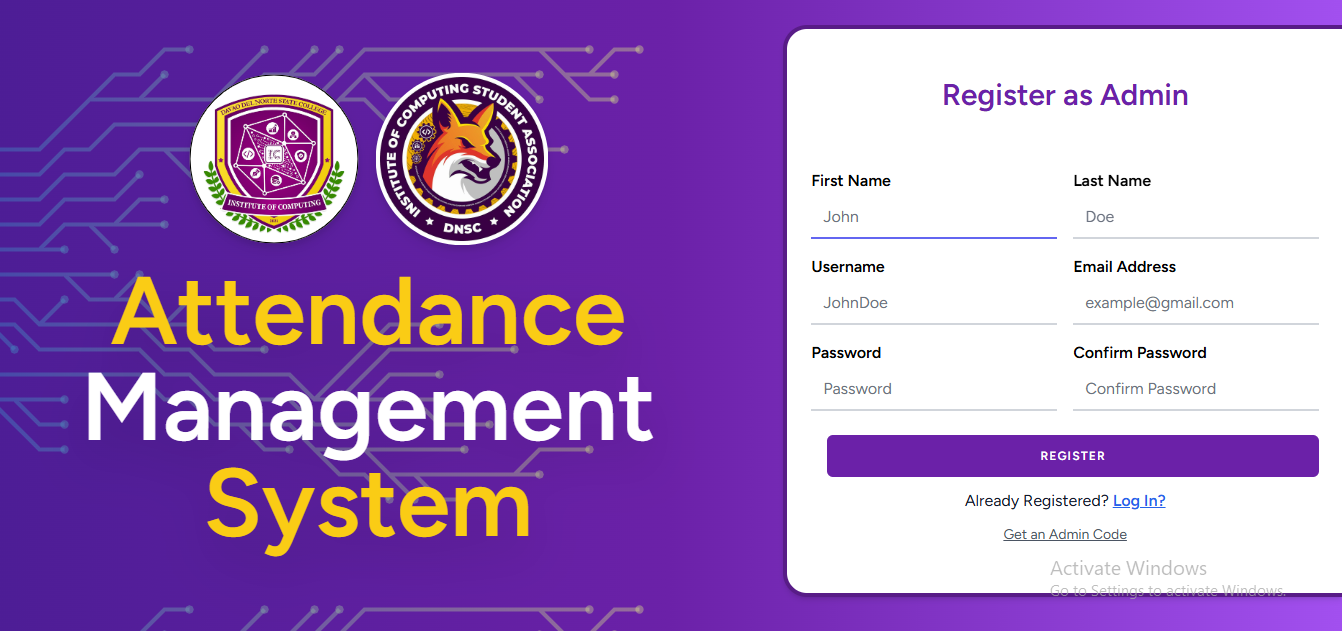 DAVAO DEL NORTE STATE COLLEGE
INSTITUTE OF COMPUTING
INSTITUTE OF COMPUTING STUDENT ASSOCIATION
DNSC
Attendance
Management
System
Register as Admin
First Name Last Name
John Doe
Username Email Address
JohnDoe example@gmail.com
Password Confirm Password
Password Confirm Password
REGISTER
Already Registered? Log In?
Get an Admin Code
Activate Windows
Go to Settings to activate Windows.